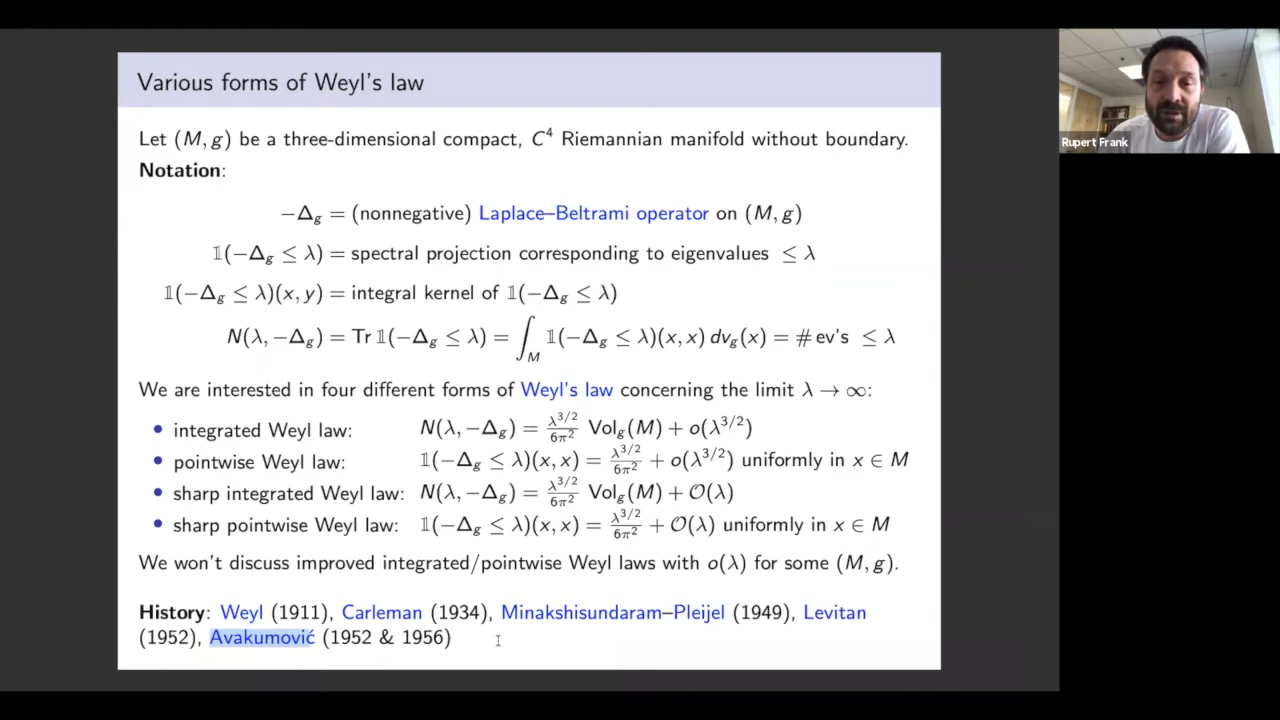 Various forms of Weyl's law
Let (M, g) be a three-dimensional compact, C⁴ Riemannian manifold without boundary.
Notation:
−Δ_g = (nonnegative) Laplace–Beltrami operator on (M, g)
𝟙(−Δ_g ≤ λ) = spectral projection corresponding to eigenvalues ≤ λ
𝟙(−Δ_g ≤ λ)(x, y) = integral kernel of 𝟙(−Δ_g ≤ λ)
N(λ, −Δ_g) = Tr 𝟙(−Δ_g ≤ λ) = ∫_M 𝟙(−Δ_g ≤ λ)(x, x) dv_g(x) = # ev's ≤ λ
We are interested in four different forms of Weyl's law concerning the limit λ → ∞:
• integrated Weyl law: N(λ, −Δ_g) = λ^{3/2}/6π² Vol_g(M) + o(λ^{3/2})
• pointwise Weyl law: 𝟙(−Δ_g ≤ λ)(x, x) = λ^{3/2}/6π² + o(λ^{3/2}) uniformly in x ∈ M
• sharp integrated Weyl law: N(λ, −Δ_g) = λ^{3/2}/6π² Vol_g(M) + 𝒪(λ)
• sharp pointwise Weyl law: 𝟙(−Δ_g ≤ λ)(x, x) = λ^{3/2}/6π² + 𝒪(λ) uniformly in x ∈ M
We won't discuss improved integrated/pointwise Weyl laws with o(λ) for some (M, g).
History: Weyl (1911), Carleman (1934), Minakshisundaram–Pleijel (1949), Levitan
(1952), Avakumović (1952 & 1956)
Rupert Frank